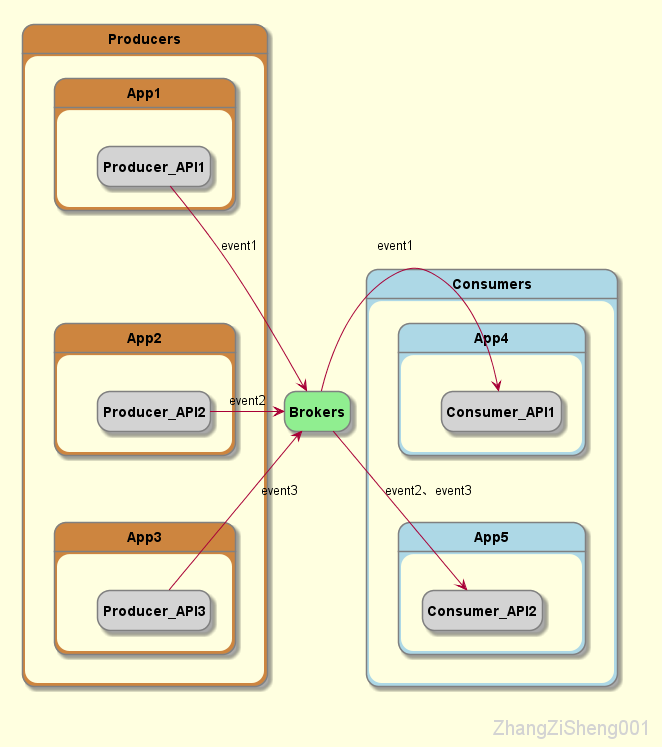 Producers
App1
Producer_API1
event1
event1
Consumers
App2
App4
Producer_API2
event2
Brokers
Consumer_API1
event3
event2、event3
App3
App5
Producer_API3
Consumer_API2
ZhangZiSheng001